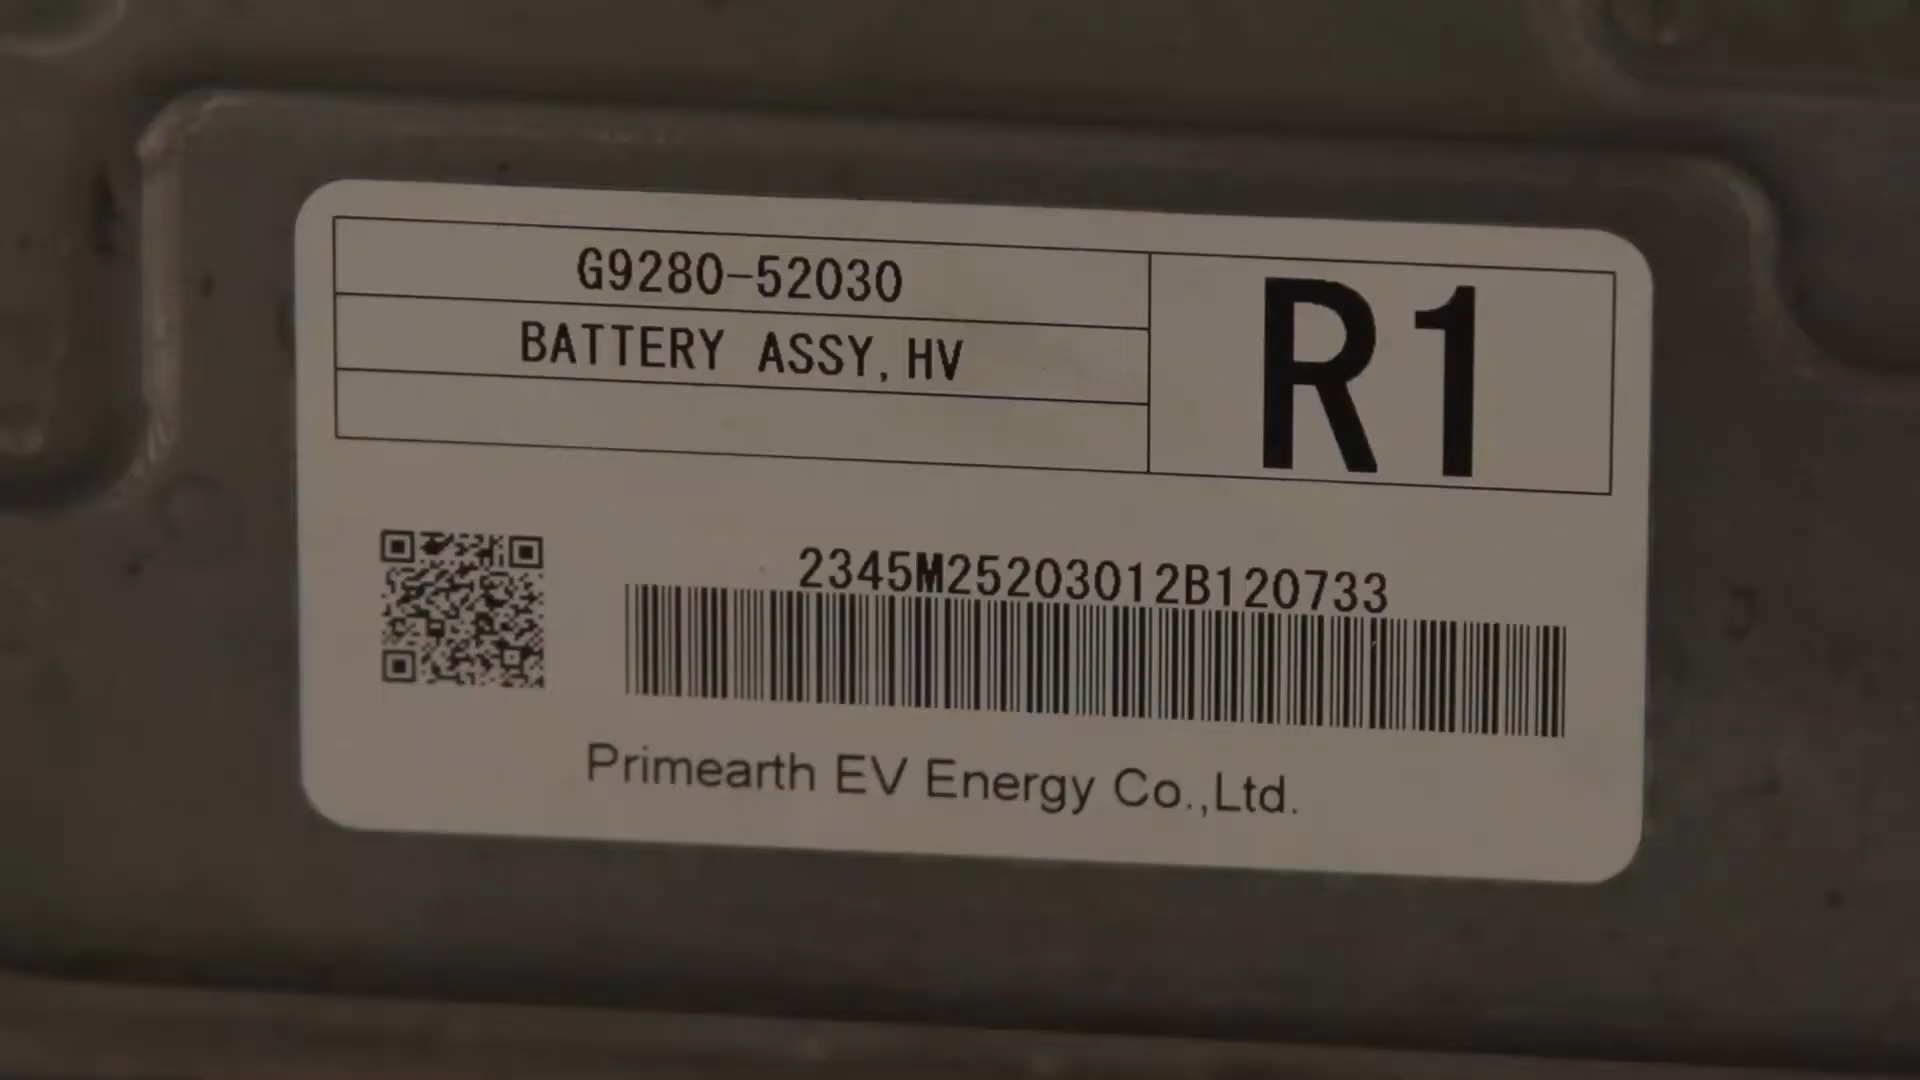 G9280-52030
BATTERY ASSY,HV
R1
2345M25203012B120733
Primearth EV Energy Co.,Ltd.